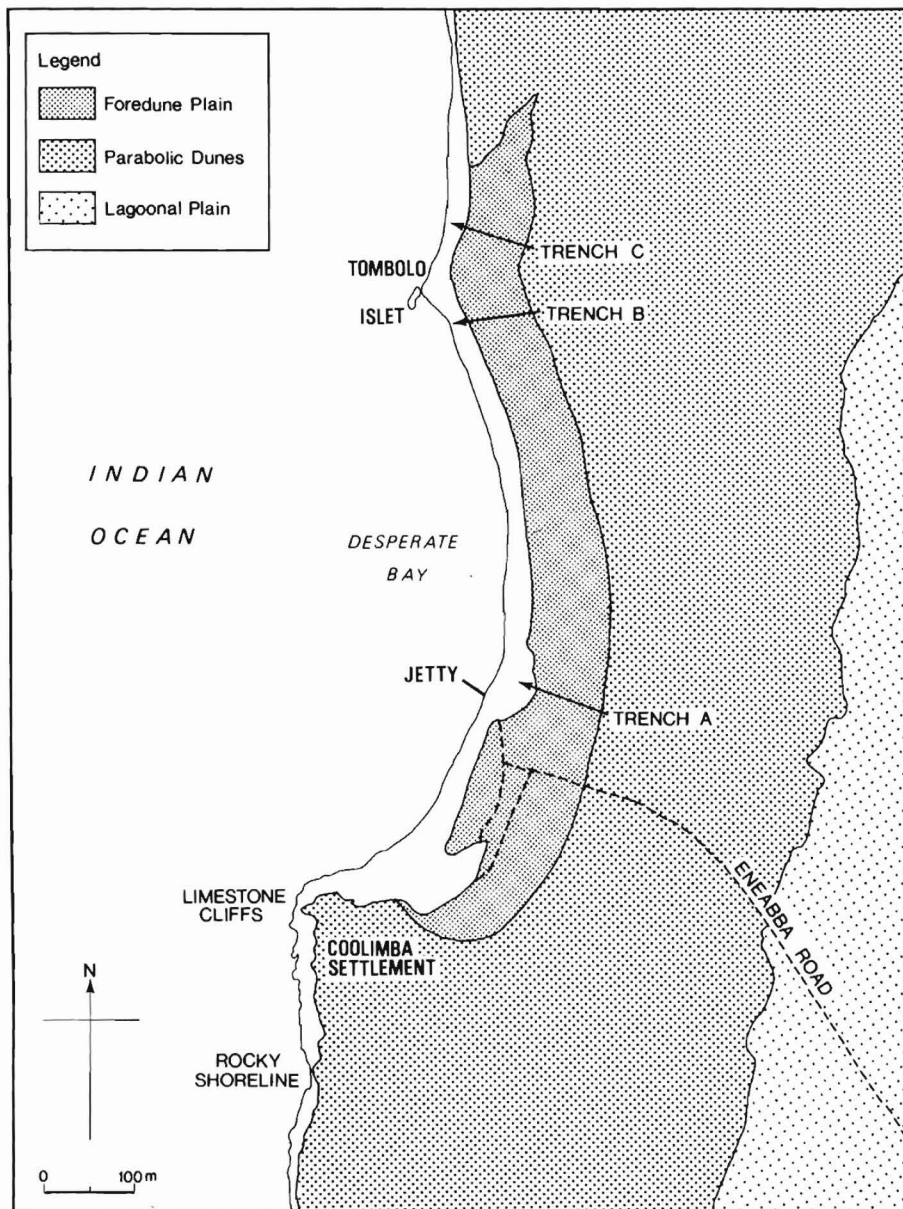 Legend
Foredune Plain
Parabolic Dunes
Lagoonal Plain
TRENCH C
TOMBOLO
ISLET
TRENCH B
INDIAN
OCEAN
DESPERATE
BAY
JETTY
TRENCH A
LIMESTONE
CLIFFS
COOLIMBA
SETTLEMENT
ENEABBA ROAD
N
ROCKY
SHORELINE
0 100m